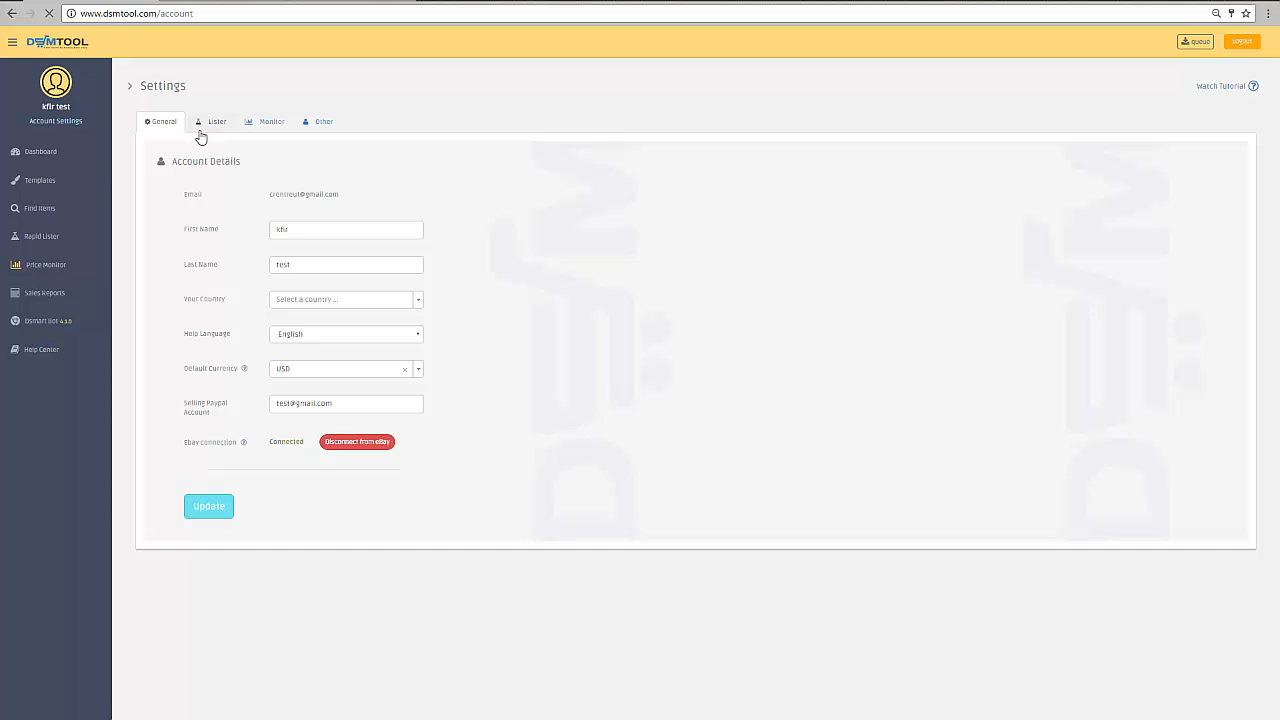 www.dsmtool.com/account
DSMTOOL
queue
Logout
kfir test
Account Settings
Dashboard
Templates
Find Items
Rapid Lister
Price Monitor
Sales Reports
Dsmart Bot 4.1.0
Help Center
Settings
Watch Tutorial
General
Lister
Monitor
Other
Account Details
Email
crentreut@gmail.com
First Name
kfir
Last Name
test
Your Country
Select a country ...
Help Language
English
Default Currency
USD
Selling Paypal
Account
test@gmail.com
Ebay connection
Connected
Disconnect from eBay
Update